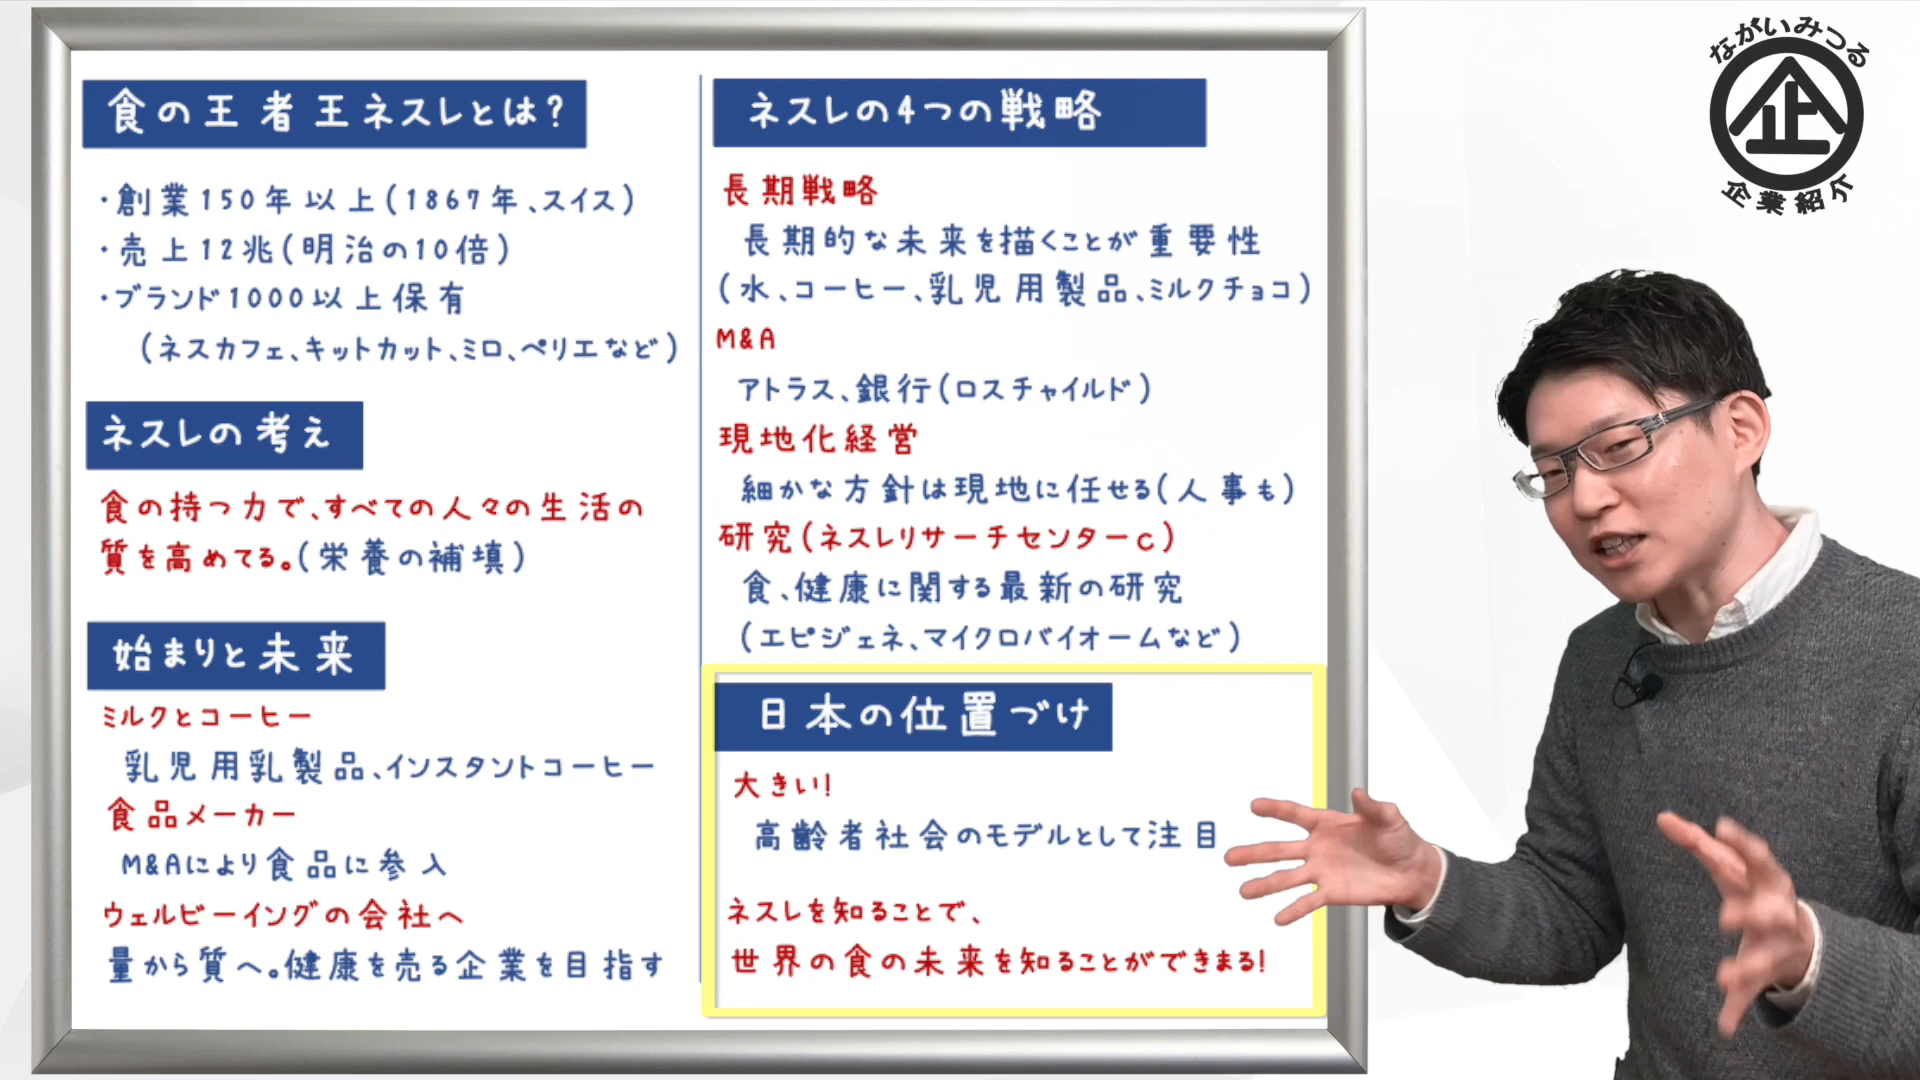 食の王者王ネスレとは?
・創業150年以上(1867年、スイス)
・売上12兆(明治の10倍)
・ブランド1000以上保有
(ネスカフェ、キットカット、ミロ、ペリエなど)
ネスレの考え
食の持つ力で、すべての人々の生活の
質を高めてる。(栄養の補填)
始まりと未来
ミルクとコーヒー
乳児用乳製品、インスタントコーヒー
食品メーカー
M&Aにより食品に参入
ウェルビーイングの会社へ
量から質へ。健康を売る企業を目指す
ネスレの4つの戦略
長期戦略
長期的な未来を描くことが重要性
(水、コーヒー、乳児用製品、ミルクチョコ)
M&A
アトラス、銀行(ロスチャイルド)
現地化経営
細かな方針は現地に任せる(人事も)
研究(ネスレリサーチセンターc)
食、健康に関する最新の研究
(エピジェネ、マイクロバイオームなど)
日本の位置づけ
大きい!
高齢者社会のモデルとして注目
ネスレを知ることで、
世界の食の未来を知ることができまる!
ながいみつる
企
企業紹介